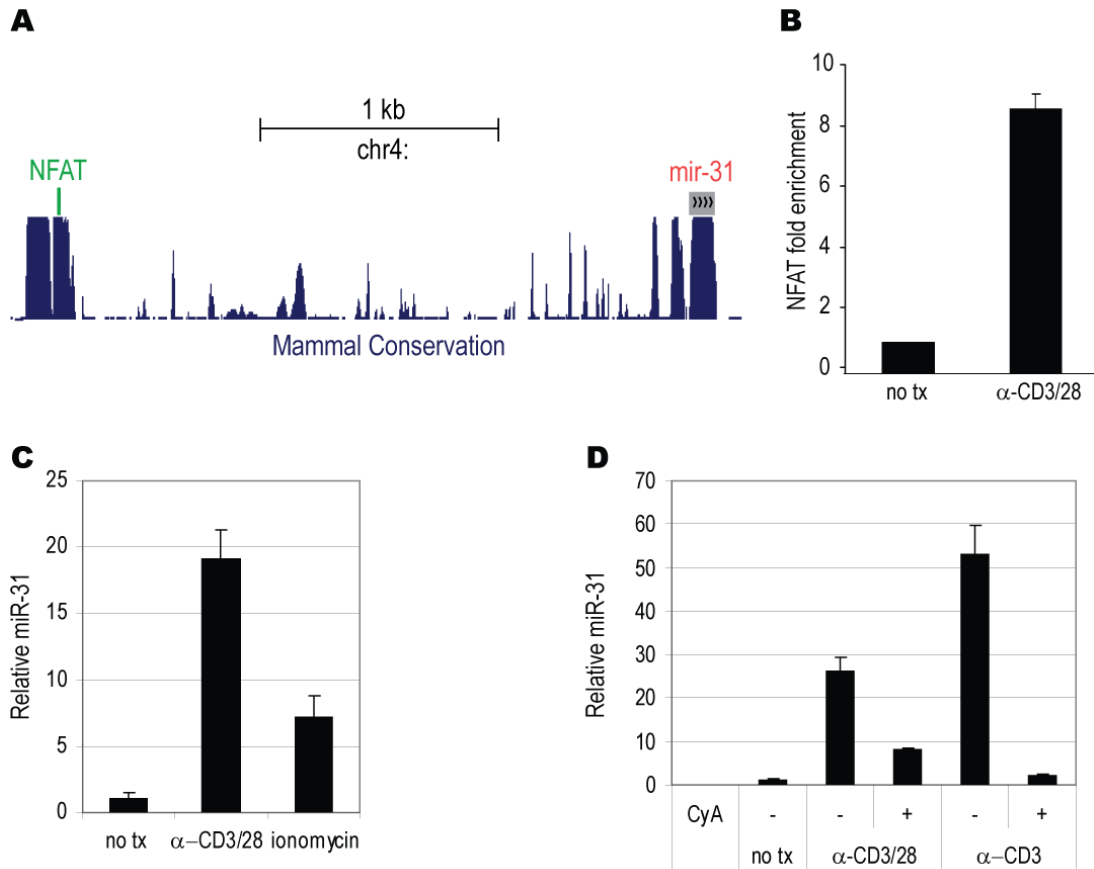 A
1 kb
chr4:
NFAT
mir-31
Mammal Conservation
B
NFAT fold enrichment
10
8
6
4
2
0
no tx α-CD3/28
C
Relative miR-31
25
20
15
10
5
0
no tx α–CD3/28 ionomycin
D
Relative miR-31
70
60
50
40
30
20
10
0
CyA - - + - +
no tx α-CD3/28 α–CD3